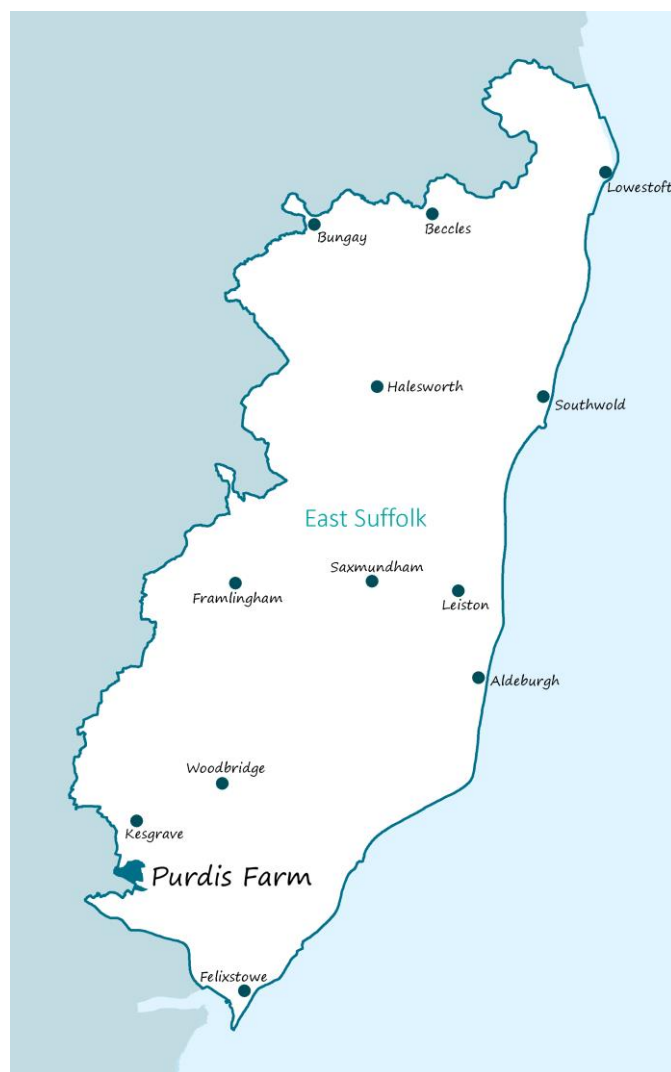 Lowestoft
Beccles
Bungay
Halesworth
Southwold
East Suffolk
Saxmundham
Framlingham
Leiston
Aldeburgh
Woodbridge
Kesgrave
Purdis Farm
Felixstowe